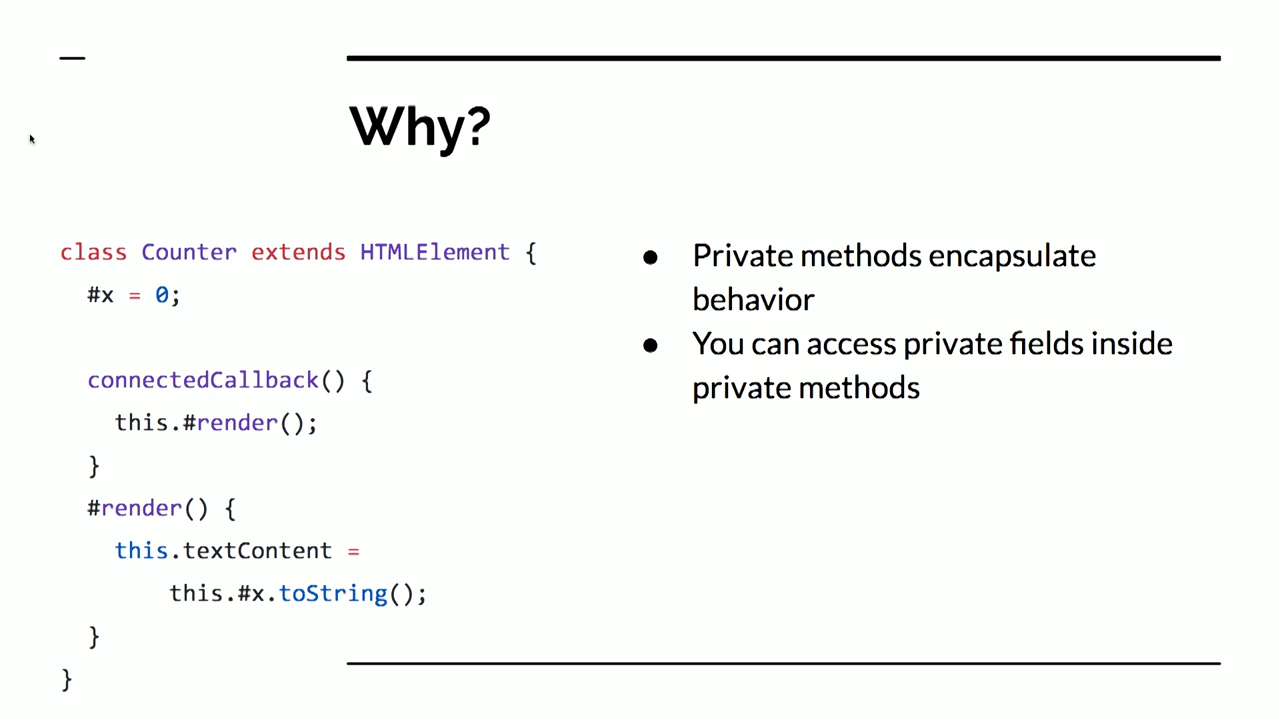 Why?
class Counter extends HTMLElement {
#x = 0;
connectedCallback() {
this.#render();
}
#render() {
this.textContent =
this.#x.toString();
}
}
● Private methods encapsulate
behavior
● You can access private fields inside
private methods